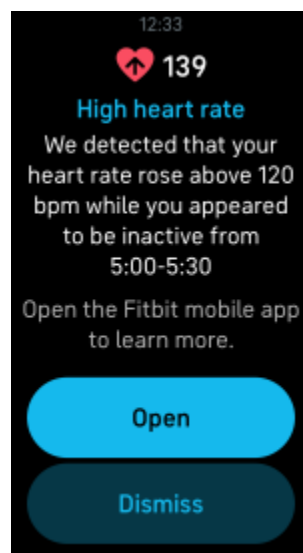 12:33
139
High heart rate
We detected that your
heart rate rose above 120
bpm while you appeared
to be inactive from
5:00-5:30
Open the Fitbit mobile app
to learn more.
Open
Dismiss